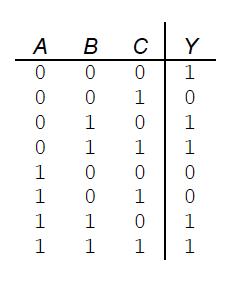 A B C Y
0 0 0 1
0 0 1 0
0 1 0 1
0 1 1 1
1 0 0 0
1 0 1 0
1 1 0 1
1 1 1 1